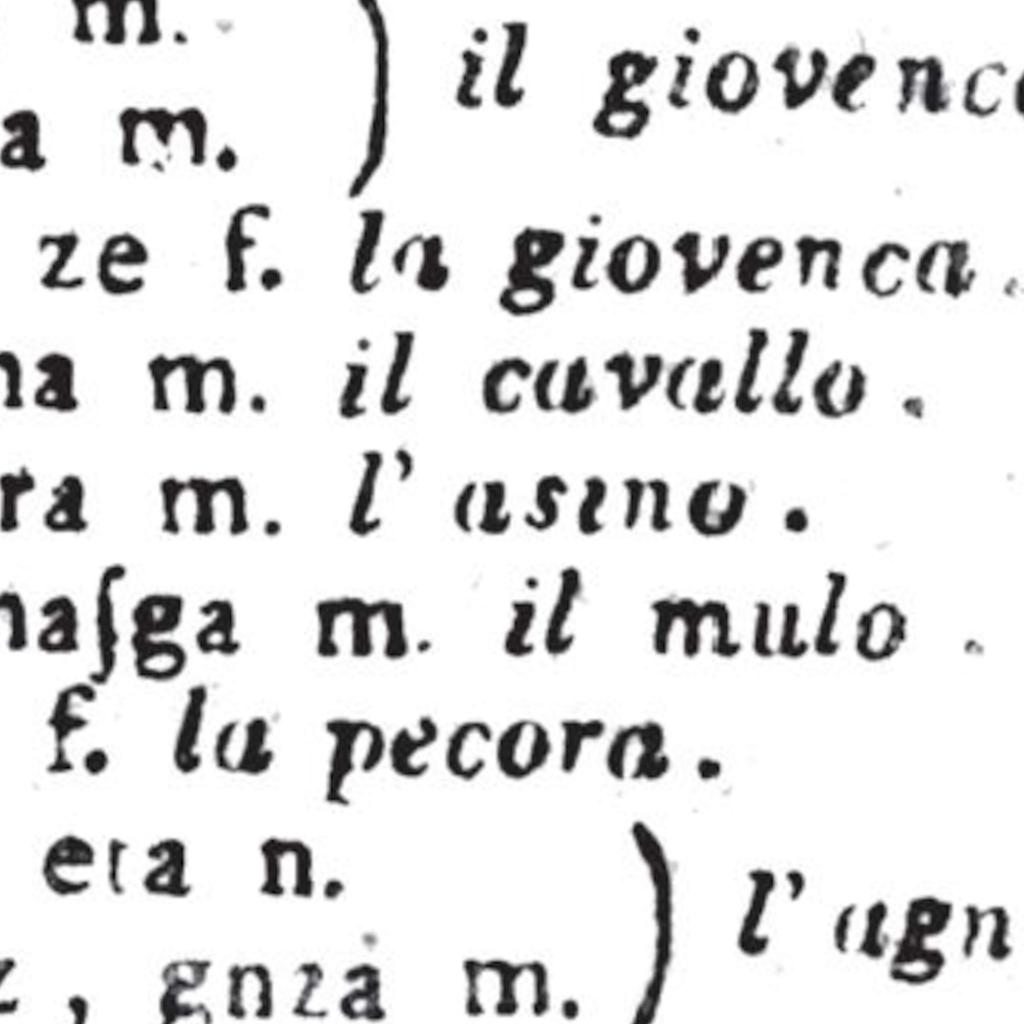 m.
a m. ) il giovenc
ze f. la giovenca.
na m. il cavallo.
ra m. l' asino.
naſga m. il mulo.
f. la pecora.
eta n.
z, gnza m. ) l' agn